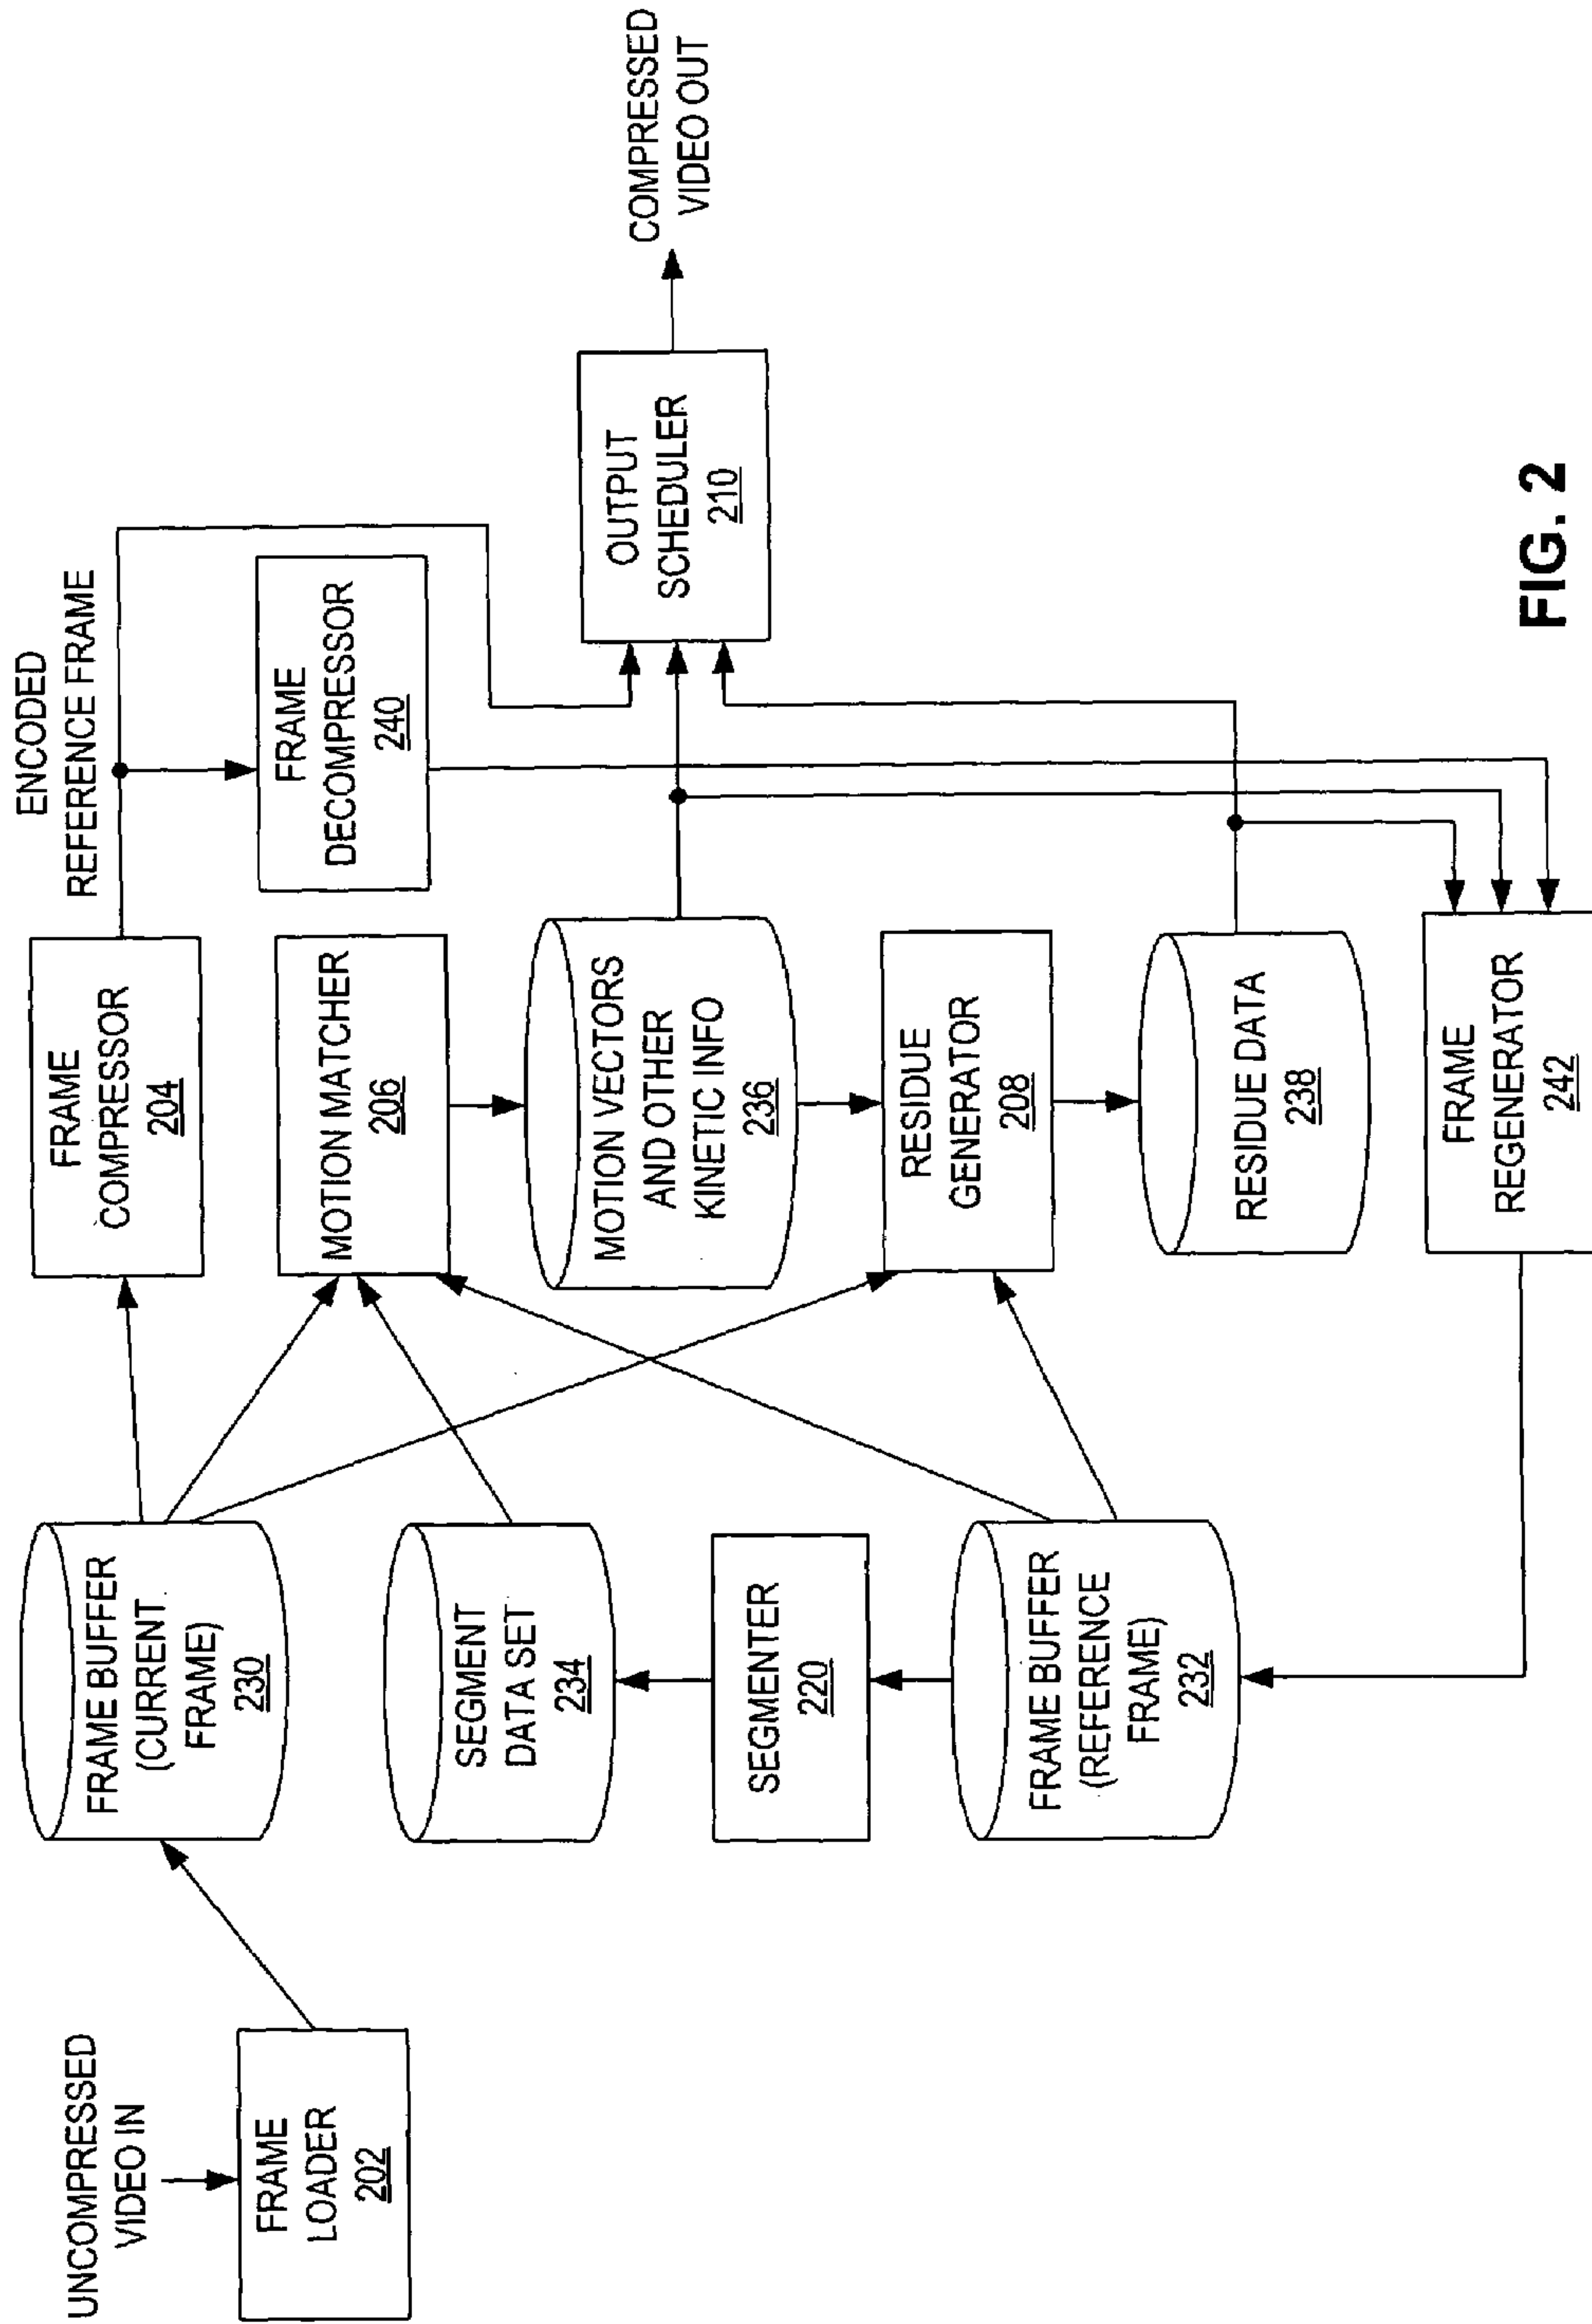 UNCOMPRESSED
VIDEO IN
FRAME
LOADER
202
FRAME BUFFER
(CURRENT
FRAME)
230
SEGMENT
DATA SET
234
SEGMENTER
220
FRAME BUFFER
(REFERENCE
FRAME)
232
FRAME
COMPRESSOR
204
MOTION MATCHER
206
MOTION VECTORS
AND OTHER
KINETIC INFO
236
RESIDUE
GENERATOR
208
RESIDUE DATA
238
FRAME
REGENERATOR
242
ENCODED
REFERENCE FRAME
FRAME
DECOMPRESSOR
240
OUTPUT
SCHEDULER
210
COMPRESSED
VIDEO OUT
FIG. 2